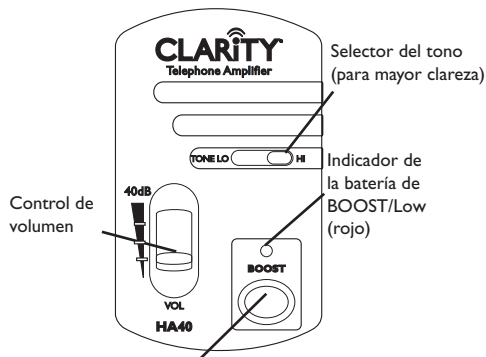 CLARITY™
Telephone Amplifier
Selector del tono
(para mayor clareza)
TONE LO HI
Indicador de
la batería de
BOOST/Low
(rojo)
40dB
Control de
volumen
BOOST
VOL
HA40